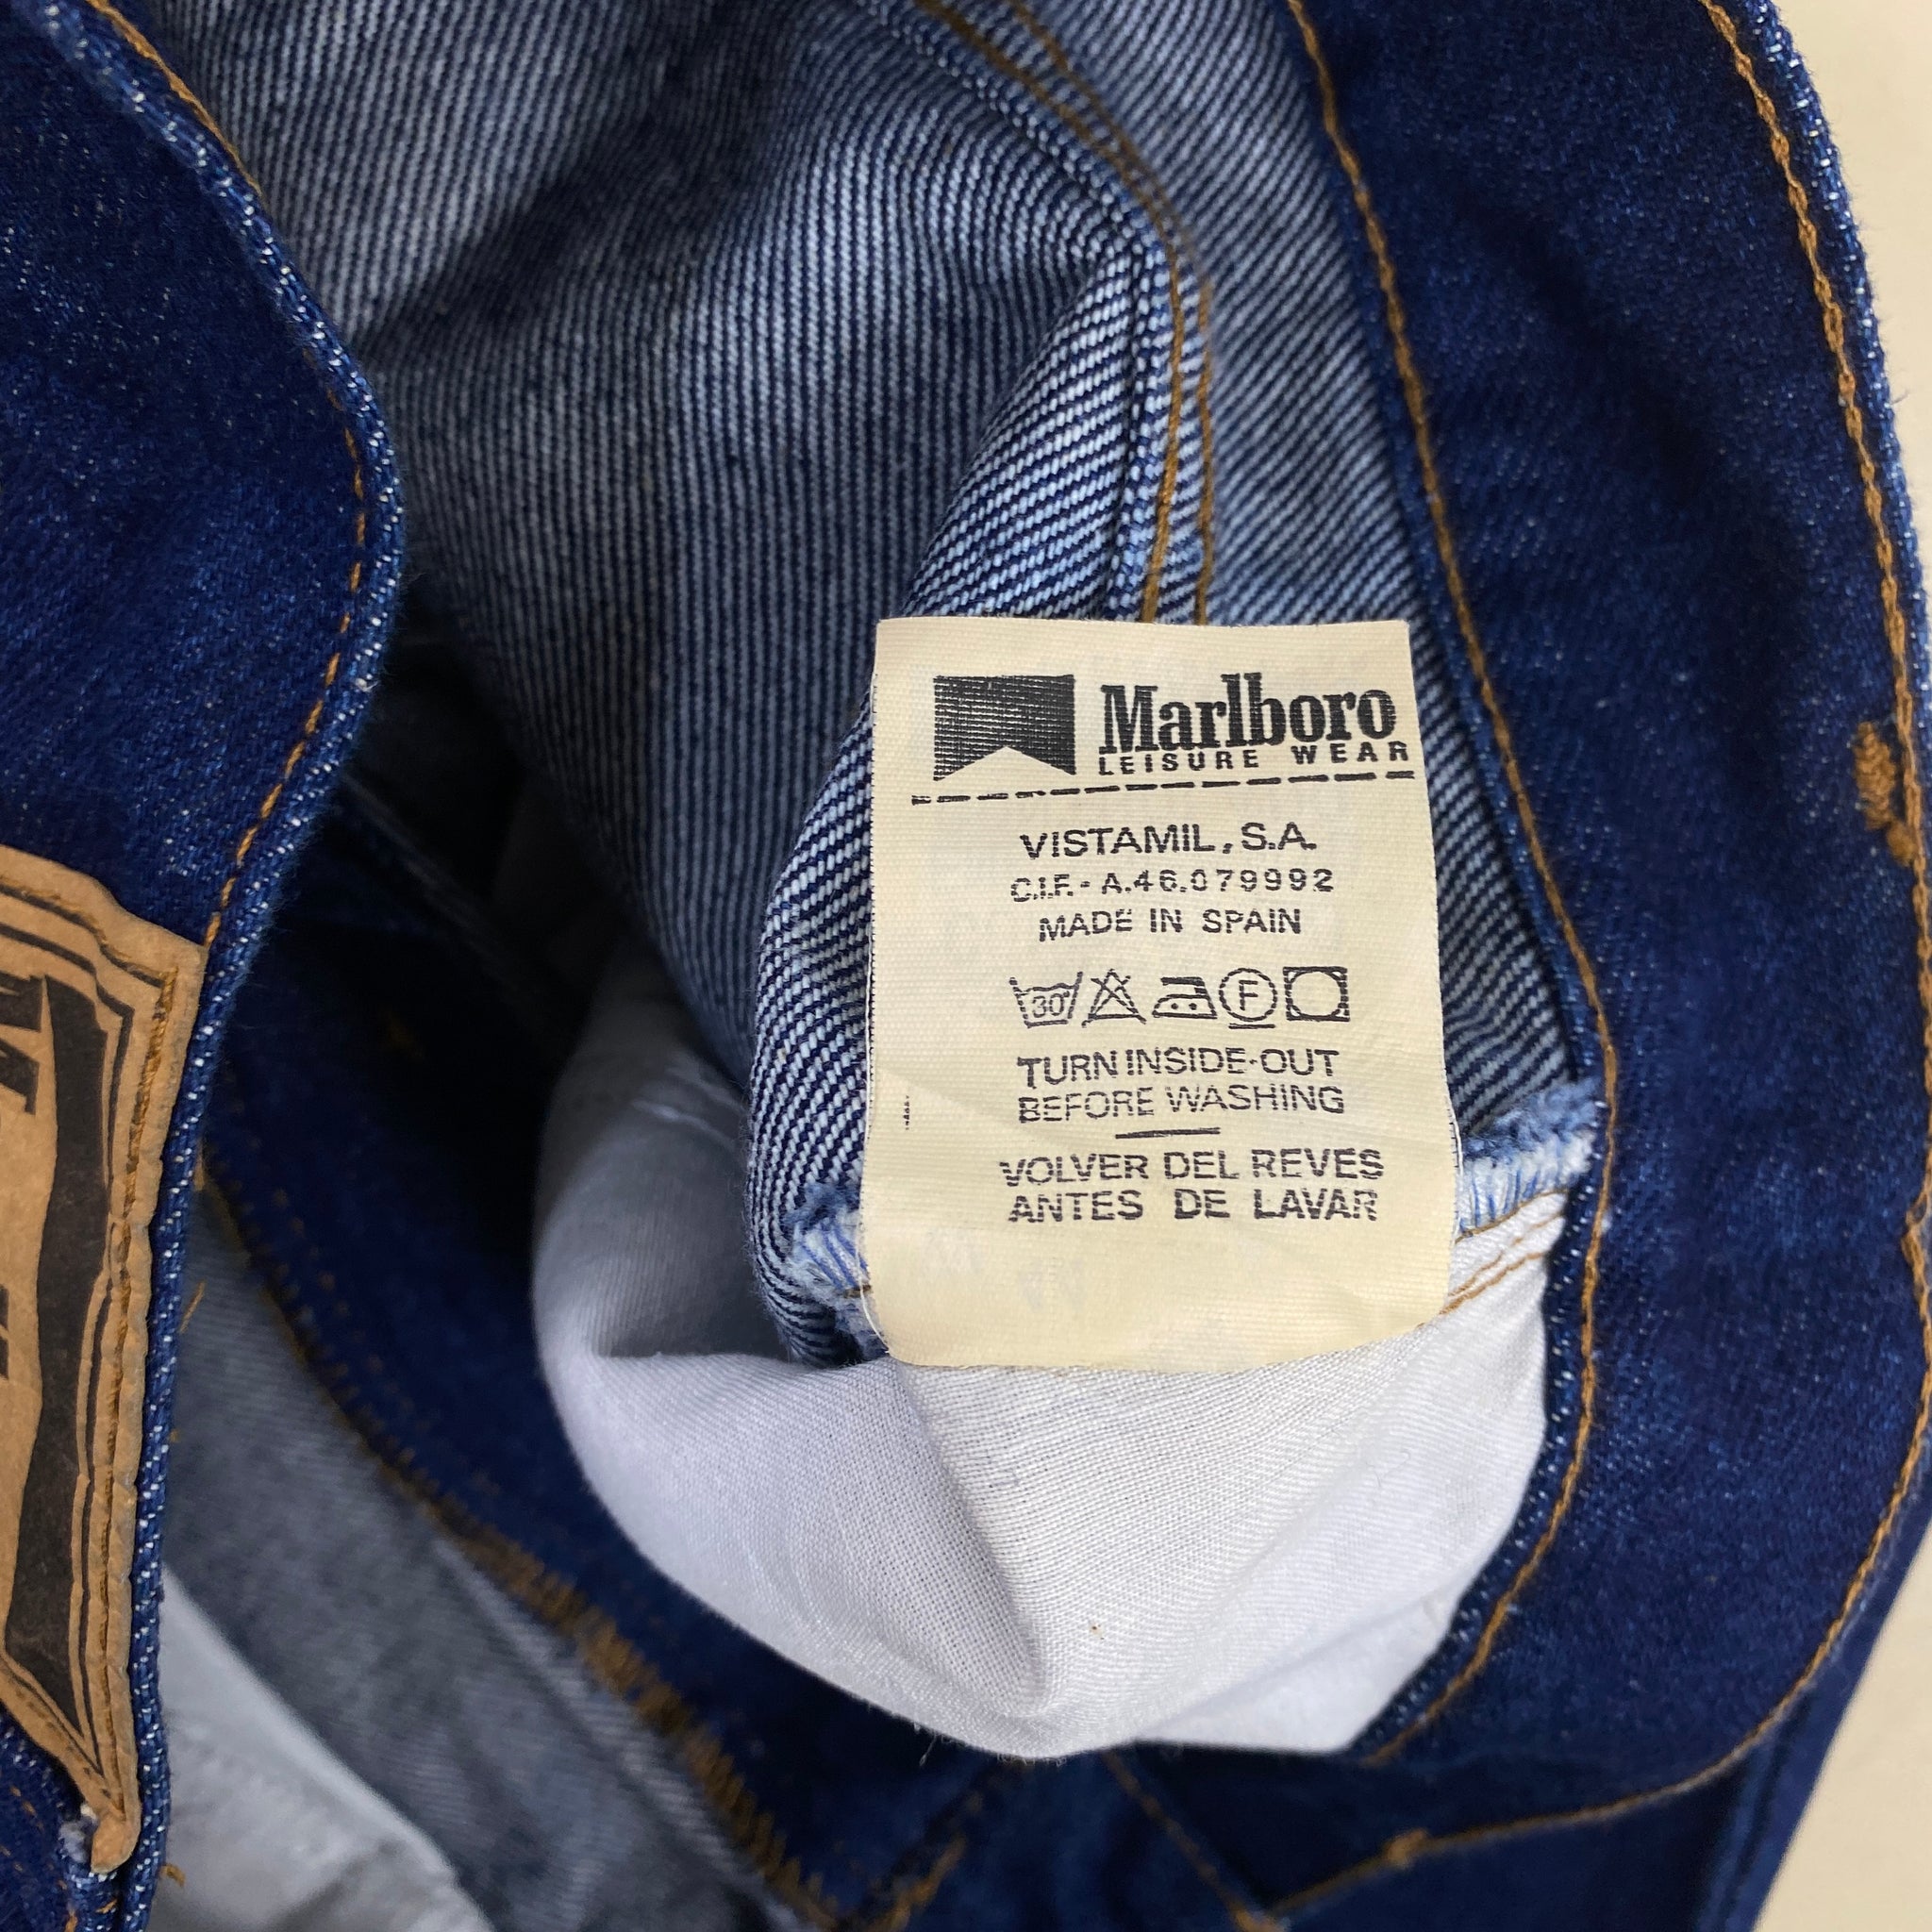 Marlboro
LEISURE WEAR
VISTAMIL, S.A.
C.I.F.- A.46.079992
MADE IN SPAIN
30 F
TURN INSIDE-OUT
BEFORE WASHING
VOLVER DEL REVES
ANTES DE LAVAR